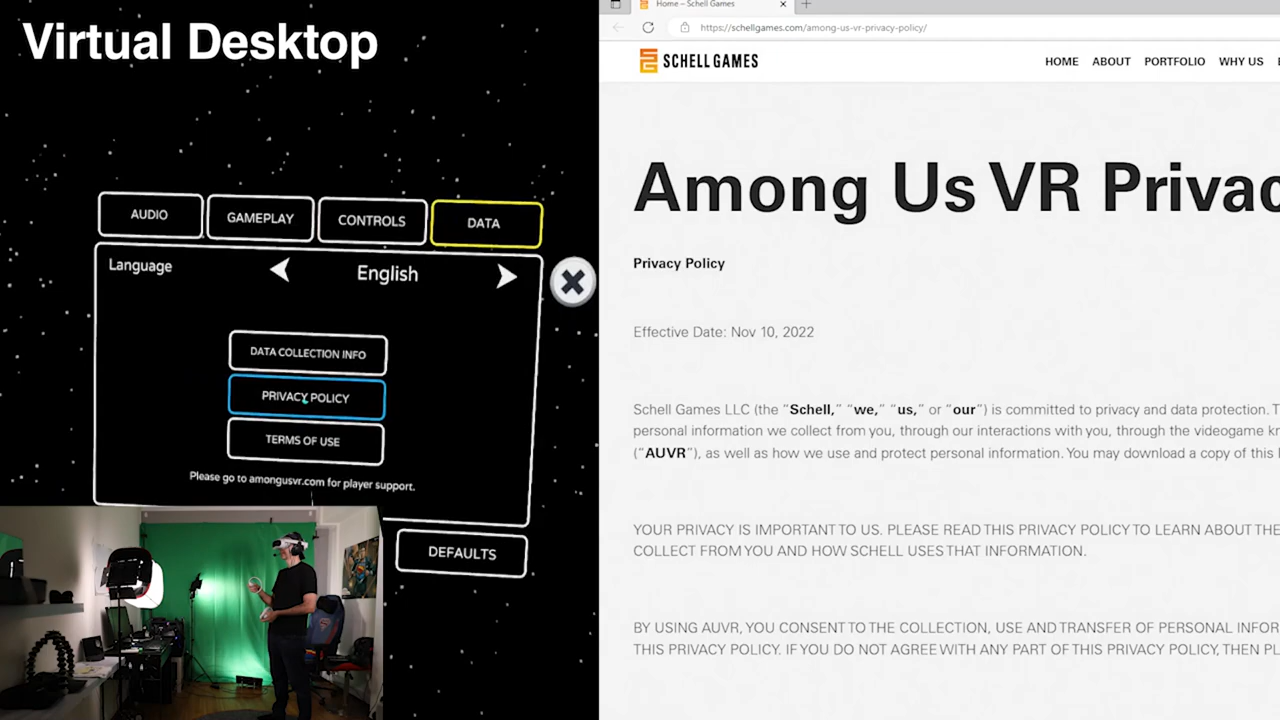 Virtual Desktop
AUDIO
GAMEPLAY
CONTROLS
DATA
Language
English
DATA COLLECTION INFO
PRIVACY POLICY
TERMS OF USE
Please go to amongusvr.com for player support.
DEFAULTS
Home – Schell Games
https://schellgames.com/among-us-vr-privacy-policy/
SCHELL GAMES
HOME
ABOUT
PORTFOLIO
WHY US
Among Us VR Privac
Privacy Policy
Effective Date: Nov 10, 2022
Schell Games LLC (the “Schell,” “we,” “us,” or “our”) is committed to privacy and data protection. T
personal information we collect from you, through our interactions with you, through the videogame kn
(“AUVR”), as well as how we use and protect personal information. You may download a copy of this
YOUR PRIVACY IS IMPORTANT TO US. PLEASE READ THIS PRIVACY POLICY TO LEARN ABOUT THE
COLLECT FROM YOU AND HOW SCHELL USES THAT INFORMATION.
BY USING AUVR, YOU CONSENT TO THE COLLECTION, USE AND TRANSFER OF PERSONAL INFOR
THIS PRIVACY POLICY. IF YOU DO NOT AGREE WITH ANY PART OF THIS PRIVACY POLICY, THEN PL